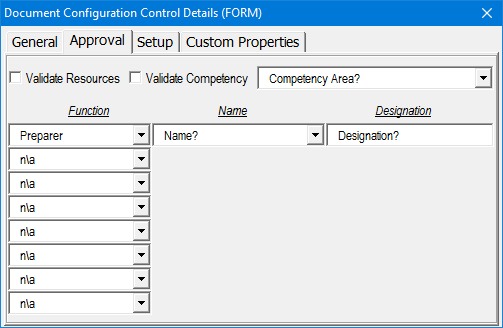 Document Configuration Control Details (FORM)
General Approval Setup Custom Properties
Validate Resources Validate Competency Competency Area?
Function Name Designation
Preparer Name? Designation?
n\a
n\a
n\a
n\a
n\a
n\a
n\a